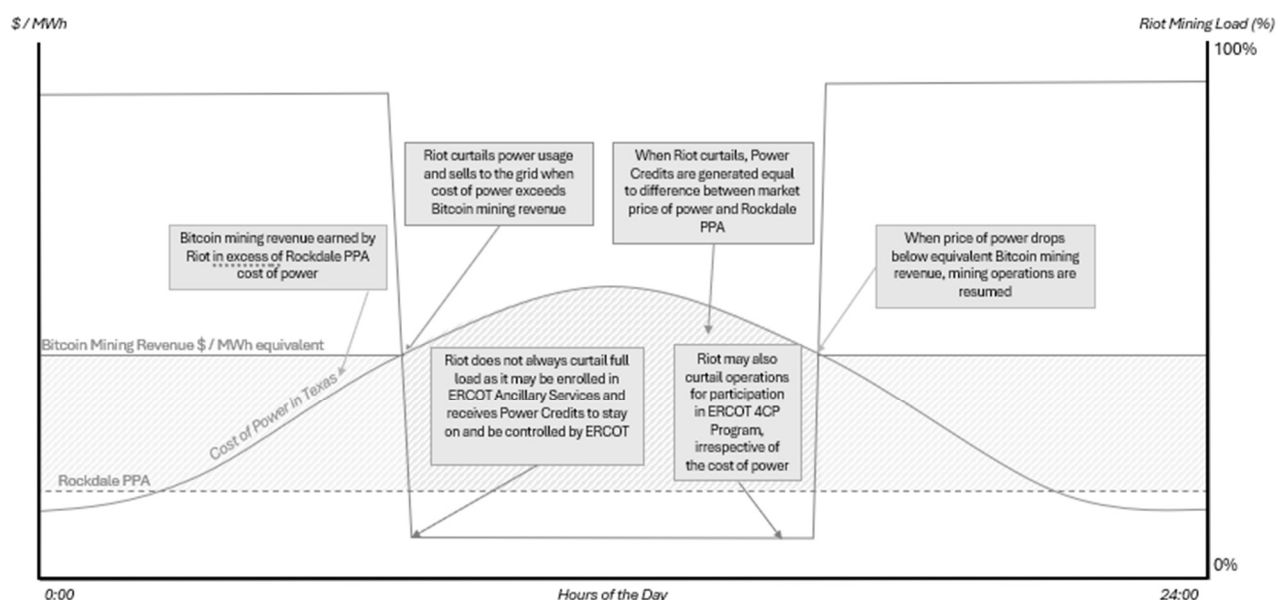 $ / MWh
Riot Mining Load (%)
100%
Riot curtails power usage
and sells to the grid when
cost of power exceeds
Bitcoin mining revenue
When Riot curtails, Power
Credits are generated equal
to difference between market
price of power and Rockdale
PPA
Bitcoin mining revenue earned by
Riot in excess of Rockdale PPA
cost of power
When price of power drops
below equivalent Bitcoin mining
revenue, mining operations are
resumed
Bitcoin Mining Revenue $ / MWh equivalent
Cost of Power in Texas
Riot does not always curtail full
load as it may be enrolled in
ERCOT Ancillary Services and
receives Power Credits to stay
on and be controlled by ERCOT
Riot may also
curtail operations
for participation
in ERCOT 4CP
Program,
irrespective of
the cost of power
Rockdale PPA
0%
0:00
Hours of the Day
24:00